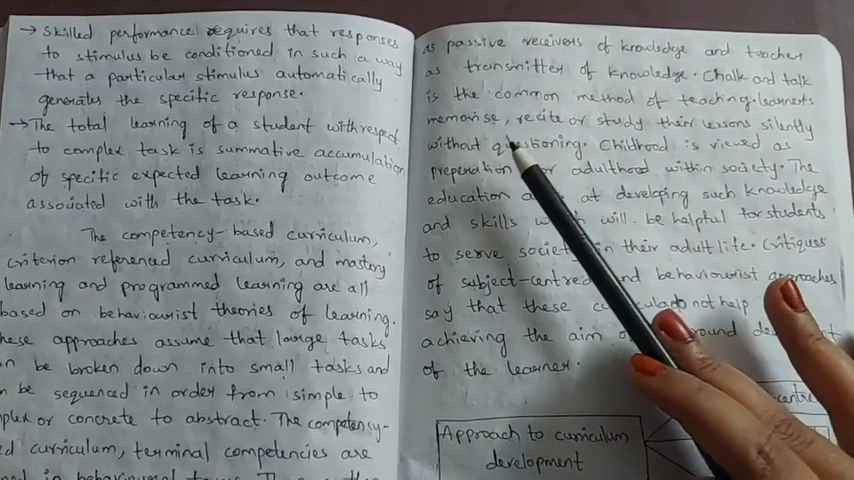 → Skilled performance requires that responses
to stimulus be conditioned in such a way
that a particular stimulus automatically
generates the specific response.
→ The total learning of a student with respect
to complex task is summative accumulation
of specific expected learning outcome
associated with the task.
The competency-based curriculum,
criterion referenced curriculum, and mastery
learning and programmed learning are all
based on behaviourist theories of learning.
these approaches assume that large tasks
be broken down into small tasks and
be sequenced in order from simple to
or concrete to abstract. The competency-
curriculum, terminal competencies are
in behavioural
as passive receivers of knowledge and teacher
as transmitter of knowledge. Chalk and talk
is the common method of teaching. learners
memorise, recite or study their lessons silently
without questioning. Childhood is viewed as
preperation for adulthood within society. The
education at developing such knowledge
and skills will be helpful for students
to serve in their adult life. Critiques
of subject-centred and behaviourist approaches
say that these do not help
achieving the aim
of the learner.
Approach to curriculum
development